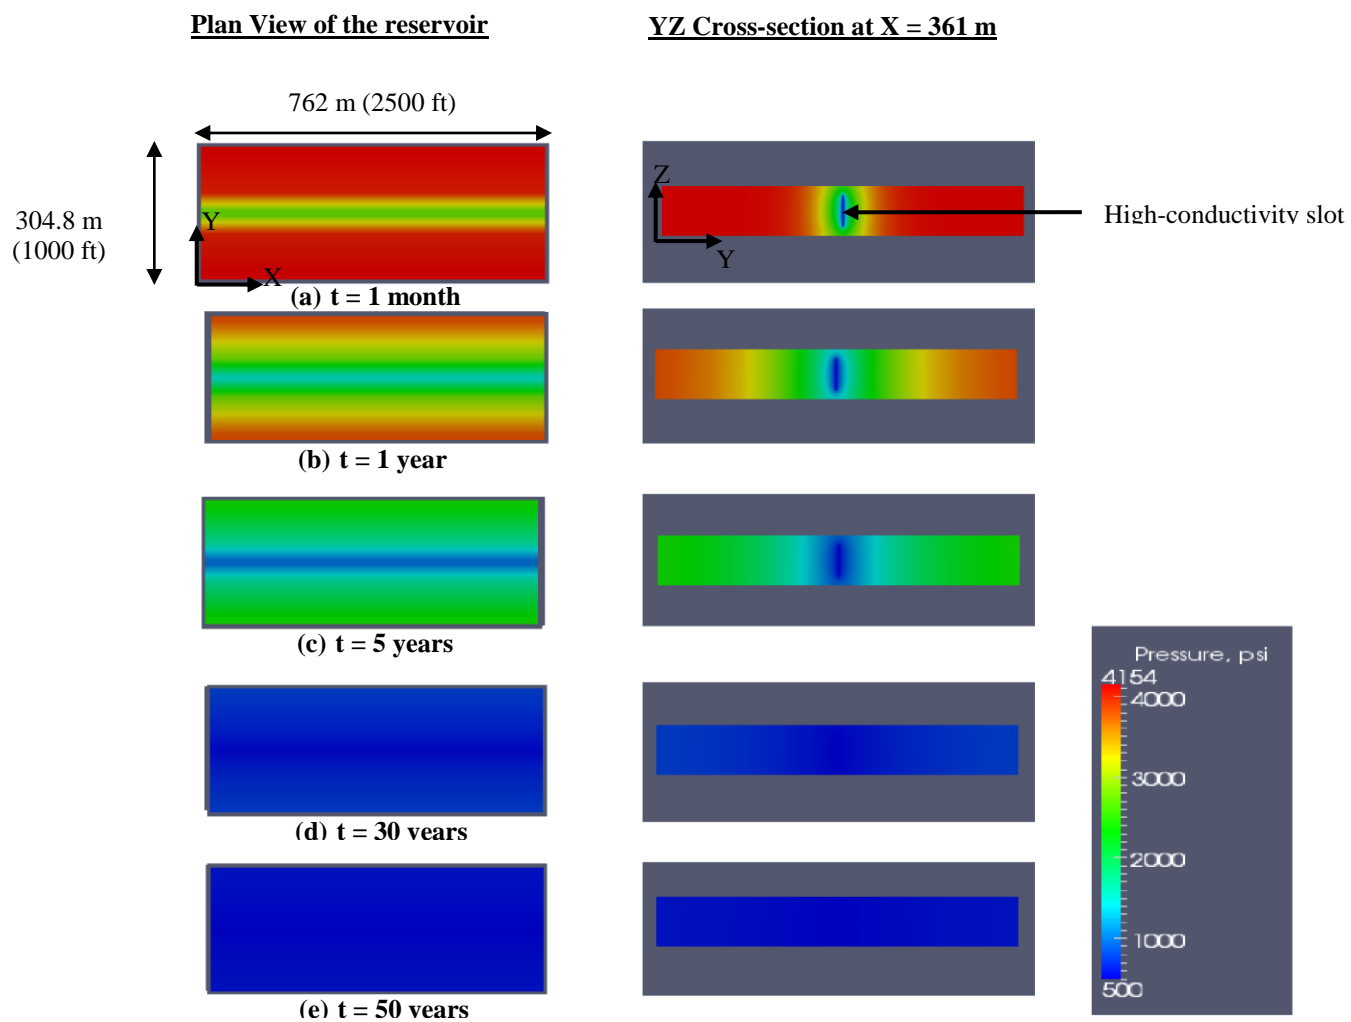 Plan View of the reservoir
YZ Cross-section at X = 361 m
762 m (2500 ft)
304.8 m
(1000 ft)
Y
X
Z
Y
High-conductivity slot
(a) t = 1 month
(b) t = 1 year
(c) t = 5 years
(d) t = 30 years
(e) t = 50 years
Pressure, psi
4154
4000
3000
2000
1000
500